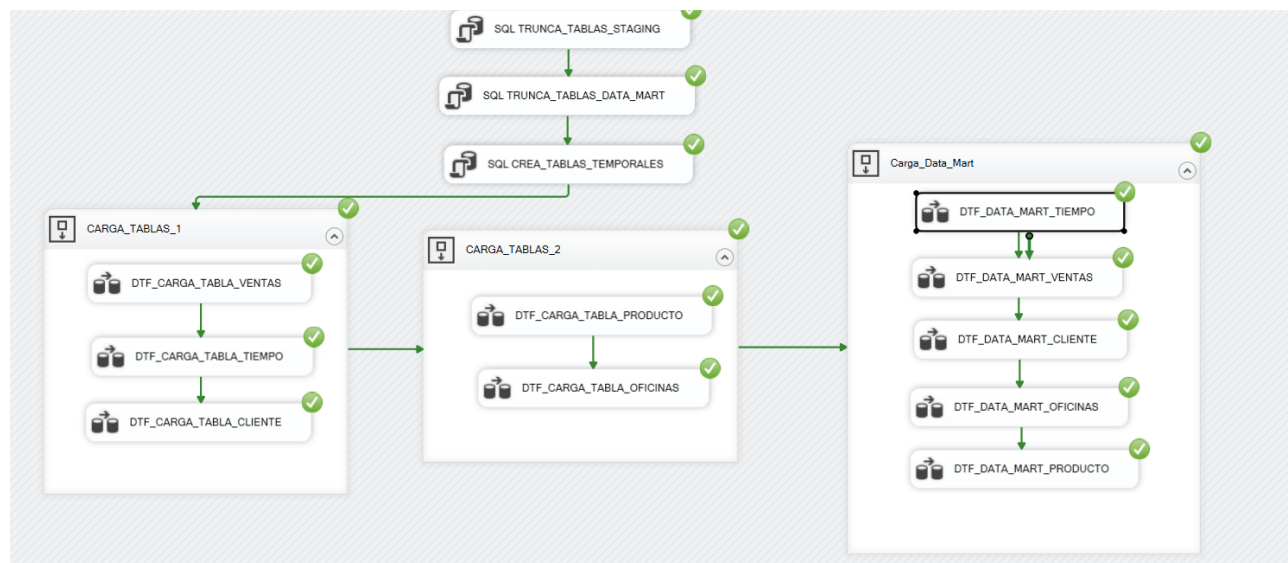 SQL TRUNCA_TABLAS_STAGING
SQL TRUNCA_TABLAS_DATA_MART
SQL CREA_TABLAS_TEMPORALES
CARGA_TABLAS_1
DTF_CARGA_TABLA_VENTAS
DTF_CARGA_TABLA_TIEMPO
DTF_CARGA_TABLA_CLIENTE
CARGA_TABLAS_2
DTF_CARGA_TABLA_PRODUCTO
DTF_CARGA_TABLA_OFICINAS
Carga_Data_Mart
DTF_DATA_MART_TIEMPO
DTF_DATA_MART_VENTAS
DTF_DATA_MART_CLIENTE
DTF_DATA_MART_OFICINAS
DTF_DATA_MART_PRODUCTO